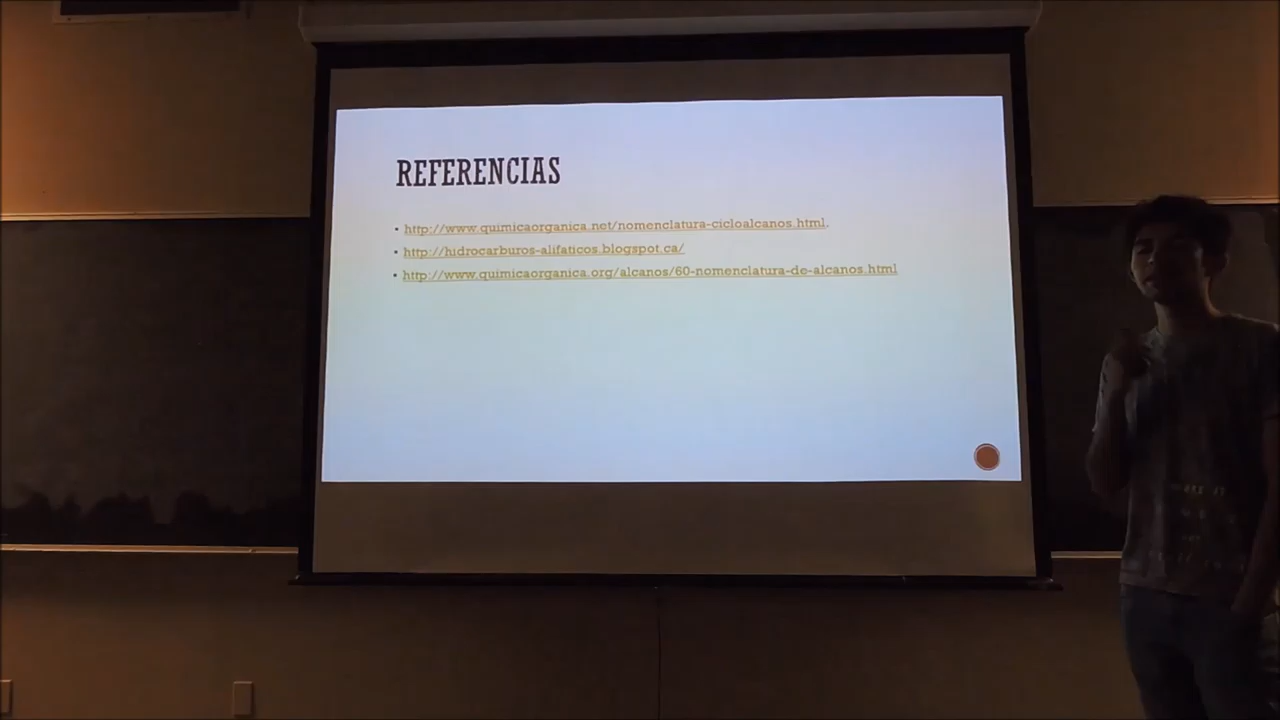 REFERENCIAS
• http://www.quimicaorganica.net/nomenclatura-cicloalcanos.html.
• http://hidrocarburos-alifaticos.blogspot.ca/
• http://www.quimicaorganica.org/alcanos/60-nomenclatura-de-alcanos.html